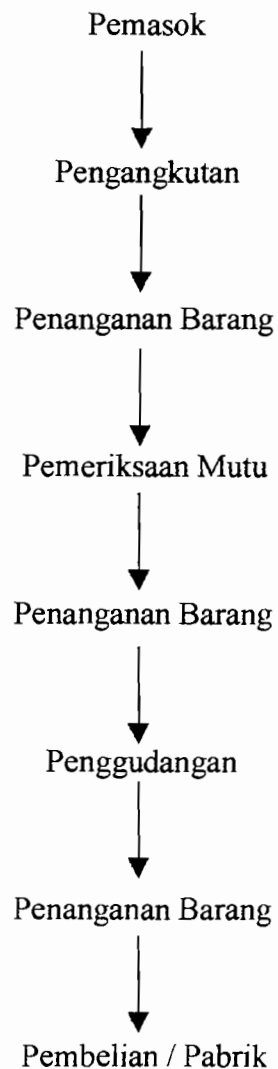 Pemasok
Pengangkutan
Penanganan Barang
Pemeriksaan Mutu
Penanganan Barang
Penggudangan
Penanganan Barang
Pembelian / Pabrik